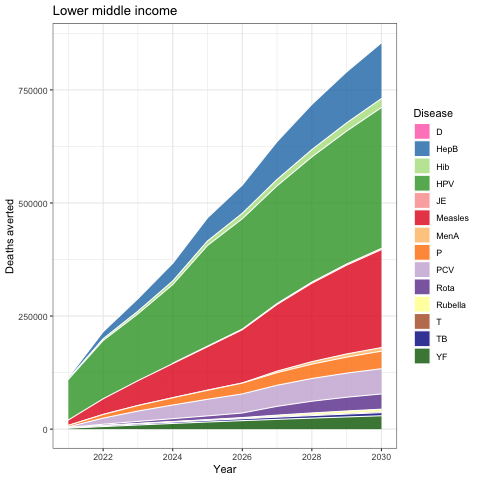 Lower middle income
Deaths averted
750000
500000
250000
0
2022 2024 2026 2028 2030
Year
Disease
D
HepB
Hib
HPV
JE
Measles
MenA
P
PCV
Rota
Rubella
T
TB
YF